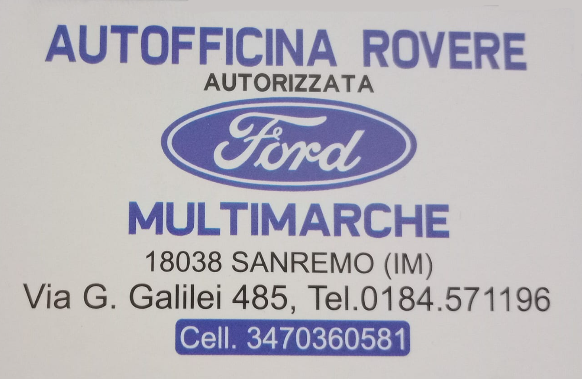 AUTOFFICINA ROVERE
AUTORIZZATA
Ford
MULTIMARCHE
18038 SANREMO (IM)
Via G. Galilei 485, Tel.0184.571196
Cell. 3470360581